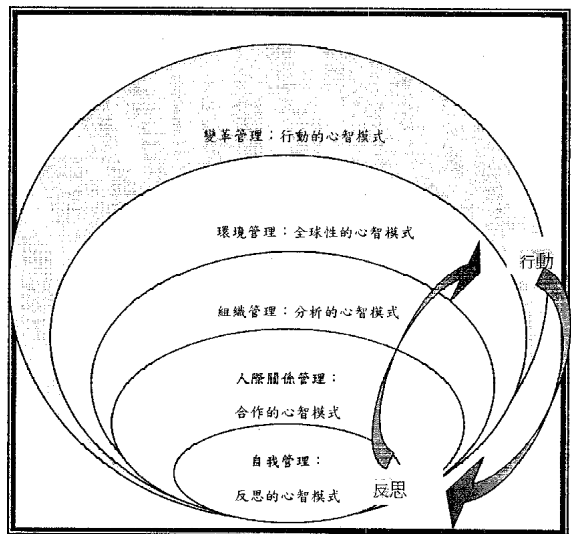 變革管理：行動的心智模式
環境管理：全球性的心智模式
行動
組織管理：分析的心智模式
人際關係管理：
合作的心智模式
自我管理：
反思的心智模式
反思